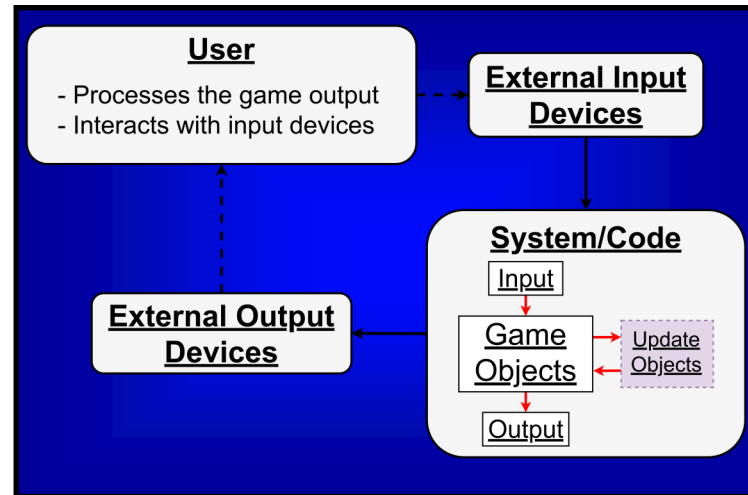 User
- Processes the game output
- Interacts with input devices
External Input
Devices
System/Code
Input
Game
Objects
Update
Objects
Output
External Output
Devices